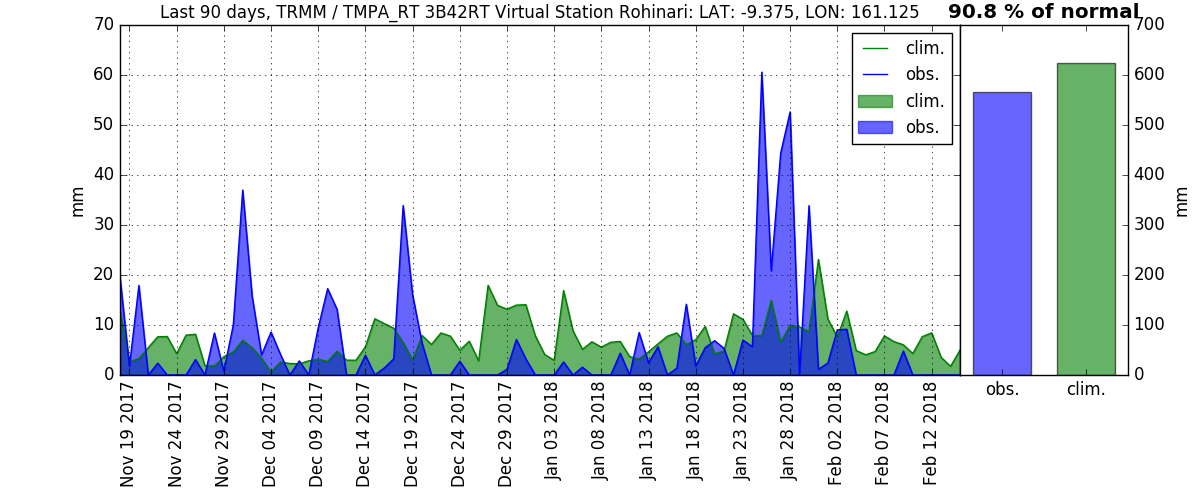 Last 90 days, TRMM / TMPA_RT 3B42RT Virtual Station Rohinari: LAT: -9.375, LON: 161.125
90.8 % of normal
70
60
50
40
30
20
10
0
mm
clim.
obs.
clim.
obs.
700
600
500
400
300
200
100
0
mm
Nov 19 2017
Nov 24 2017
Nov 29 2017
Dec 04 2017
Dec 09 2017
Dec 14 2017
Dec 19 2017
Dec 24 2017
Dec 29 2017
Jan 03 2018
Jan 08 2018
Jan 13 2018
Jan 18 2018
Jan 23 2018
Jan 28 2018
Feb 02 2018
Feb 07 2018
Feb 12 2018
obs.
clim.